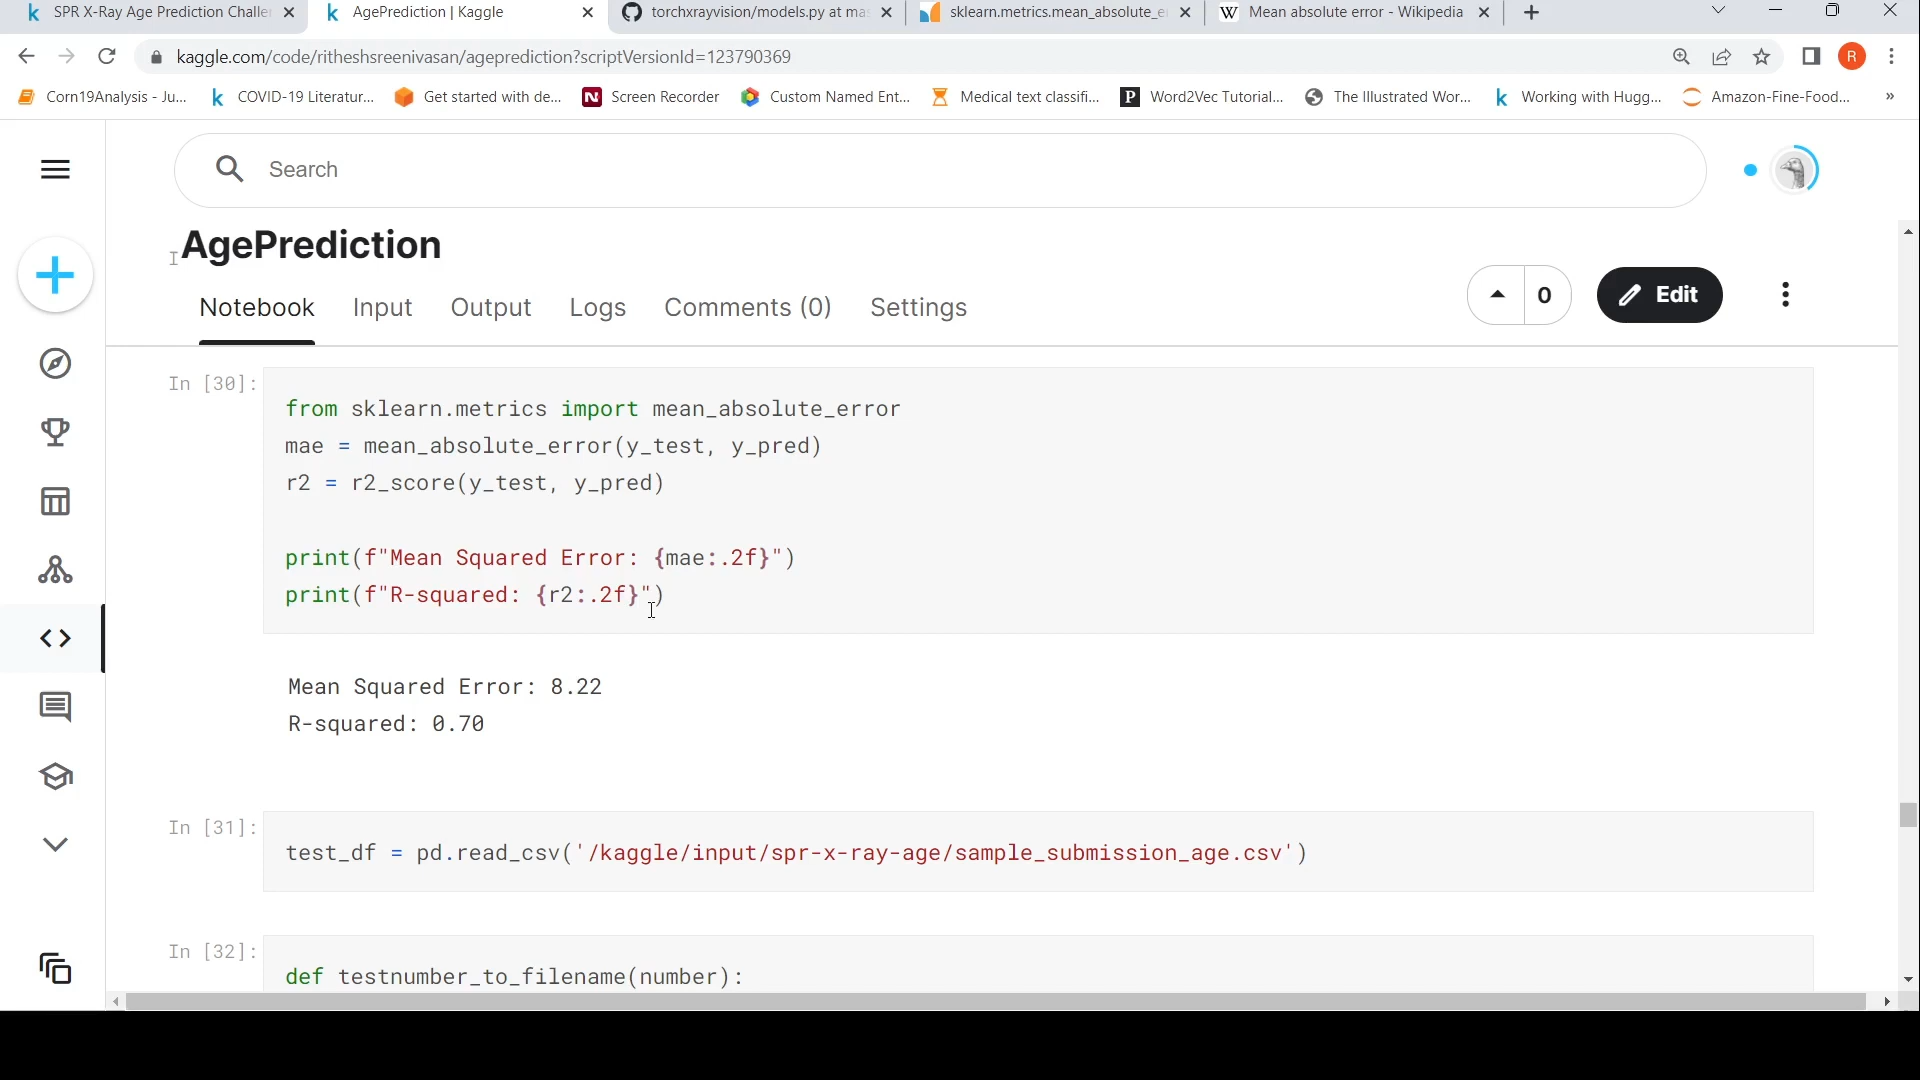 SPR X-Ray Age Prediction Challe
AgePrediction | Kaggle
torchxrayvision/models.py at mas
sklearn.metrics.mean_absolute_e
Mean absolute error - Wikipedia
kaggle.com/code/ritheshsreenivasan/ageprediction?scriptVersionId=123790369
R
Corn19Analysis - Ju...
COVID-19 Literatur...
Get started with de...
Screen Recorder
Custom Named Ent...
Medical text classifi...
Word2Vec Tutorial...
The Illustrated Wor...
Working with Hugg...
Amazon-Fine-Food...
»
Search
AgePrediction
Notebook Input Output Logs Comments (0) Settings
0
Edit
In [30]:
from sklearn.metrics import mean_absolute_error
mae = mean_absolute_error(y_test, y_pred)
r2 = r2_score(y_test, y_pred)
print(f"Mean Squared Error: {mae:.2f}")
print(f"R-squared: {r2:.2f}")
Mean Squared Error: 8.22
R-squared: 0.70
In [31]:
test_df = pd.read_csv('/kaggle/input/spr-x-ray-age/sample_submission_age.csv')
In [32]:
def testnumber_to_filename(number):